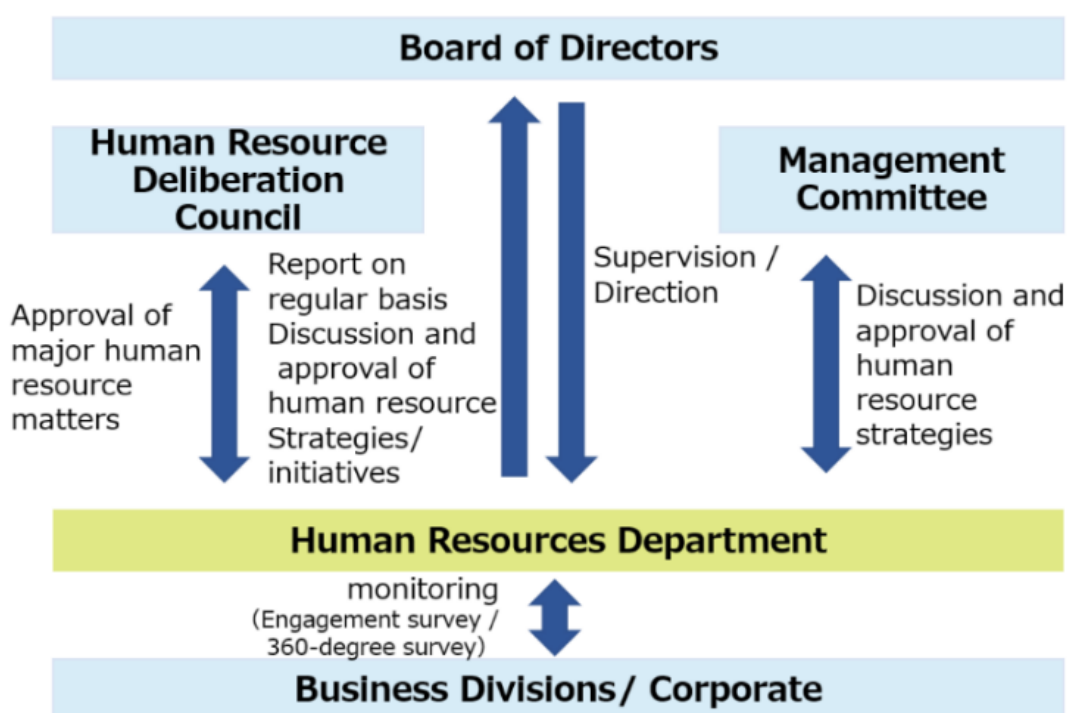 Board of Directors
Human Resource
Deliberation
Council
Management
Committee
Approval of
major human
resource
matters
Report on
regular basis
Discussion and
approval of
human resource
Strategies/
initiatives
Supervision /
Direction
Discussion and
approval of
human
resource
strategies
Human Resources Department
monitoring
(Engagement survey /
360-degree survey)
Business Divisions/ Corporate